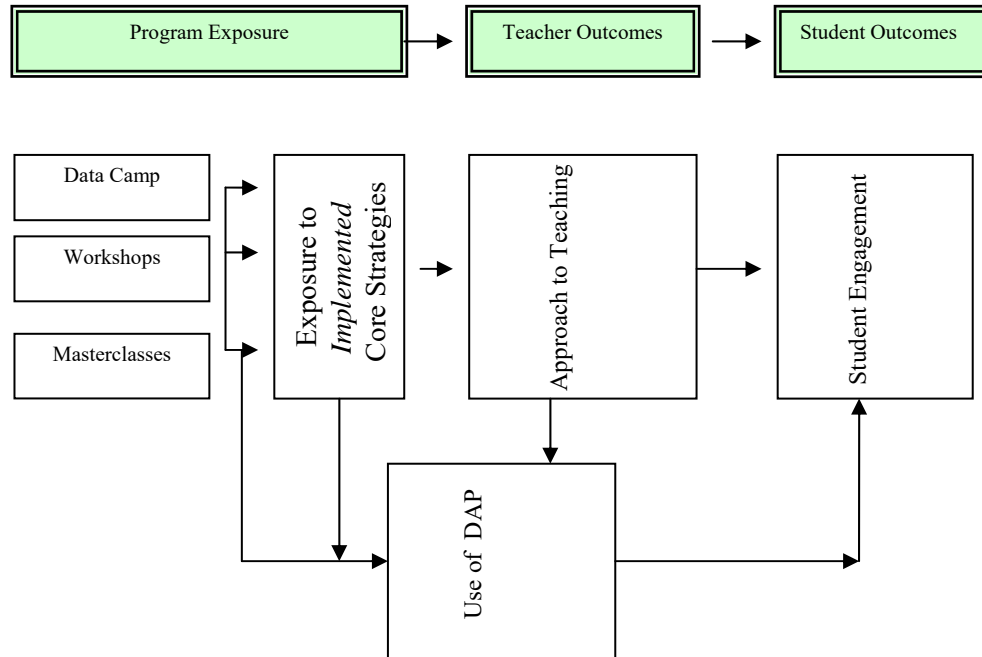 Program Exposure
Teacher Outcomes
Student Outcomes
Data Camp
Workshops
Masterclasses
Exposure to
Implemented
Core Strategies
Approach to Teaching
Student Engagement
Use of  DAP